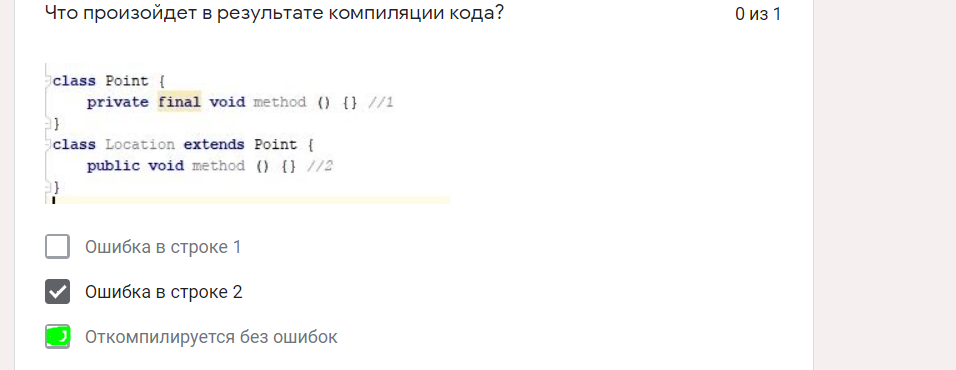 Что произойдет в результате компиляции кода?
0 из 1
class Point {
private final void method () {} //1
}
class Location extends Point {
public void method () {} //2
}
Ошибка в строке 1
Ошибка в строке 2
Откомпилируется без ошибок